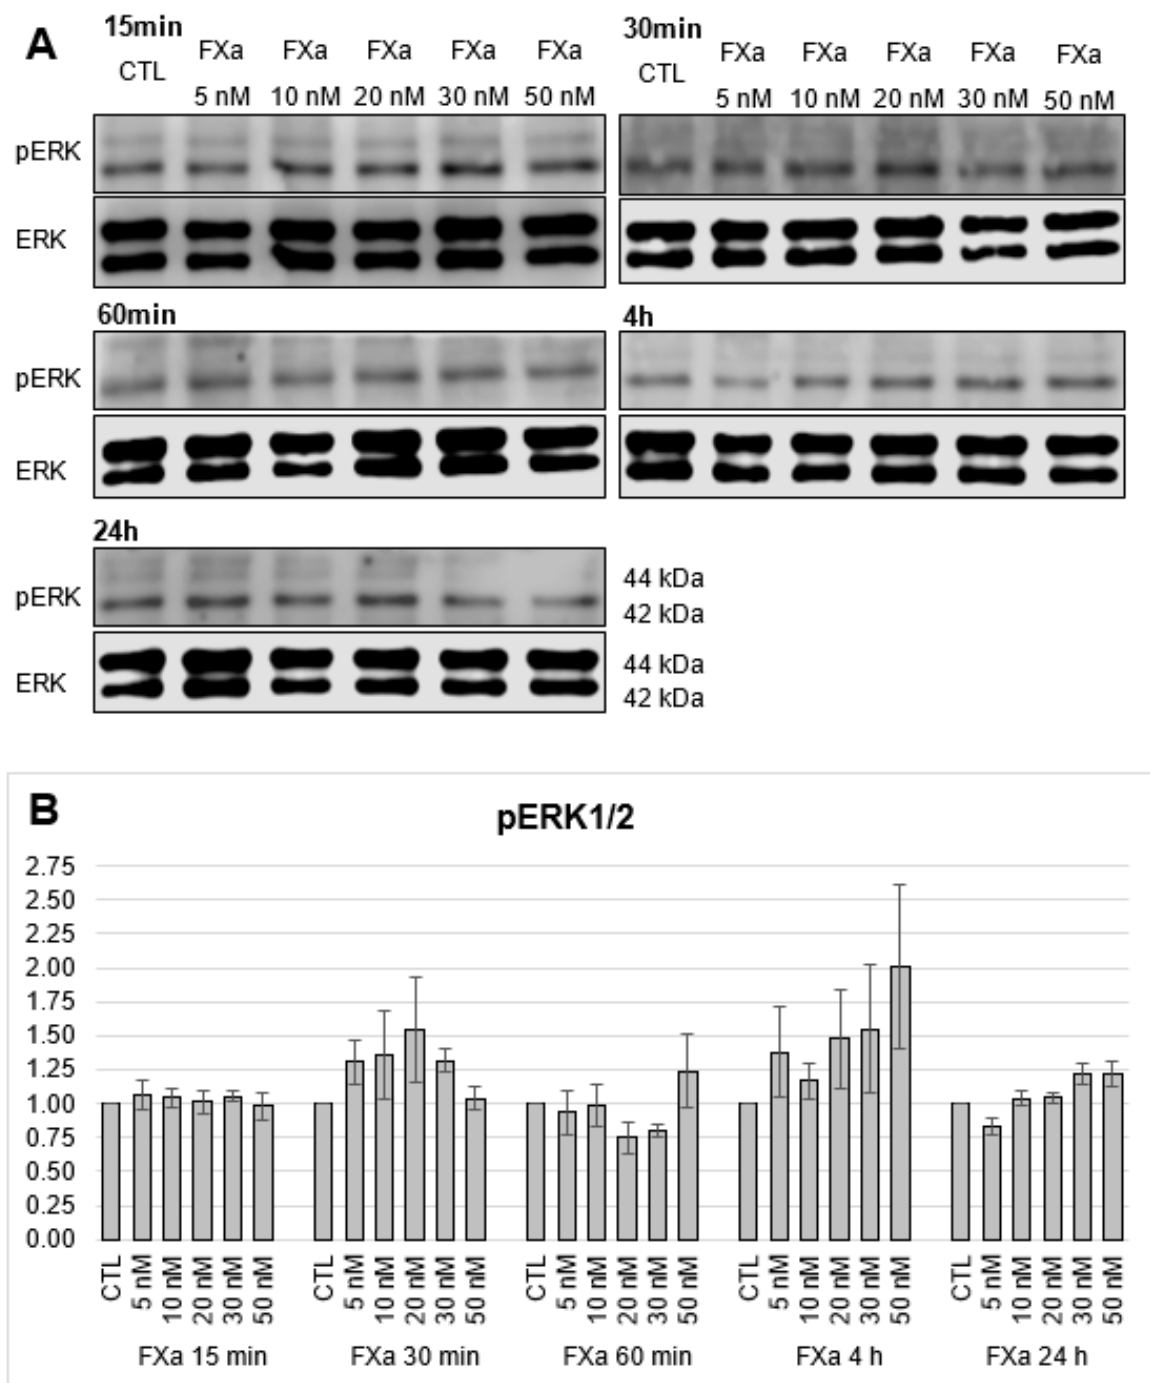 A
15min
30min
CTL FXa FXa FXa FXa FXa
5 nM 10 nM 20 nM 30 nM 50 nM
CTL FXa FXa FXa FXa FXa
5 nM 10 nM 20 nM 30 nM 50 nM
pERK
ERK
60min
4h
pERK
ERK
24h
pERK
44 kDa
42 kDa
ERK
44 kDa
42 kDa
B
pERK1/2
2.75
2.50
2.25
2.00
1.75
1.50
1.25
1.00
0.75
0.50
0.25
0.00
CTL 5 nM 10 nM 20 nM 30 nM 50 nM
CTL 5 nM 10 nM 20 nM 30 nM 50 nM
CTL 5 nM 10 nM 20 nM 30 nM 50 nM
CTL 5 nM 10 nM 20 nM 30 nM 50 nM
CTL 5 nM 10 nM 20 nM 30 nM 50 nM
FXa 15 min FXa 30 min FXa 60 min FXa 4 h FXa 24 h